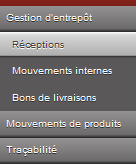 Gestion d'entrepôt
Réceptions
Mouvements internes
Bons de livraisons
Mouvements de produits
Traçabilité